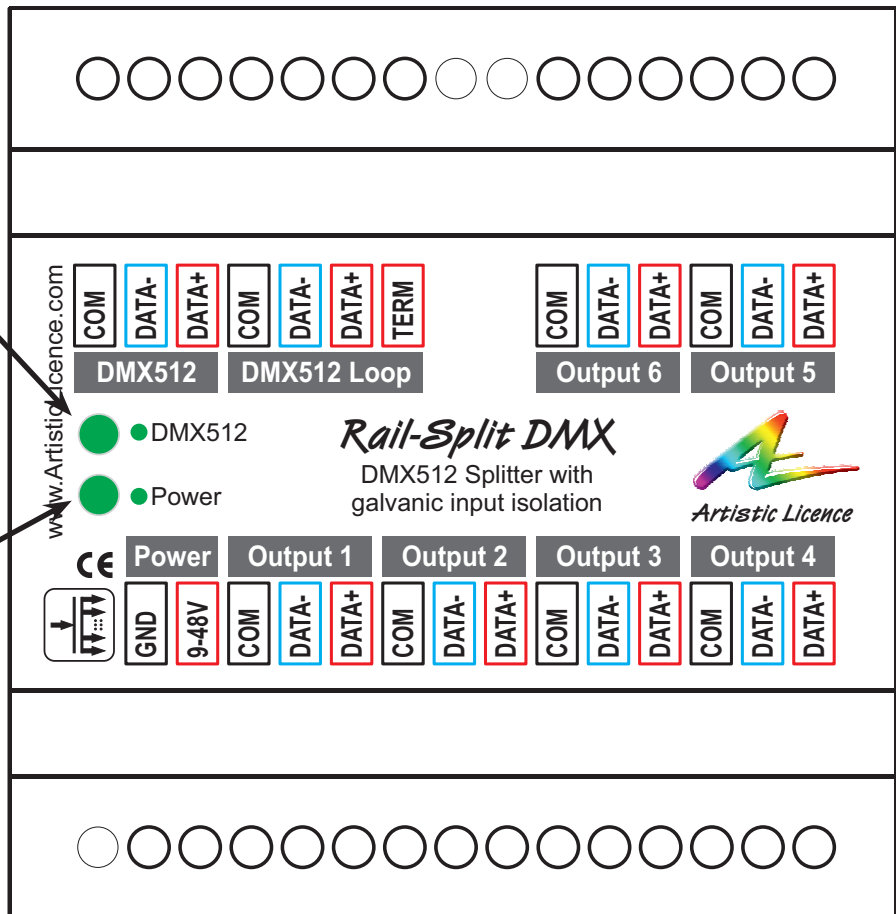 www.ArtisticLicence.com
COM DATA- DATA+ COM DATA- DATA+ TERM COM DATA- DATA+ COM DATA- DATA+
DMX512 DMX512 Loop Output 6 Output 5
DMX512
Power
Rail-Split DMX
DMX512 Splitter with
galvanic input isolation
Artistic Licence
CE Power Output 1 Output 2 Output 3 Output 4
GND 9-48V COM DATA- DATA+ COM DATA- DATA+ COM DATA- DATA+ COM DATA- DATA+